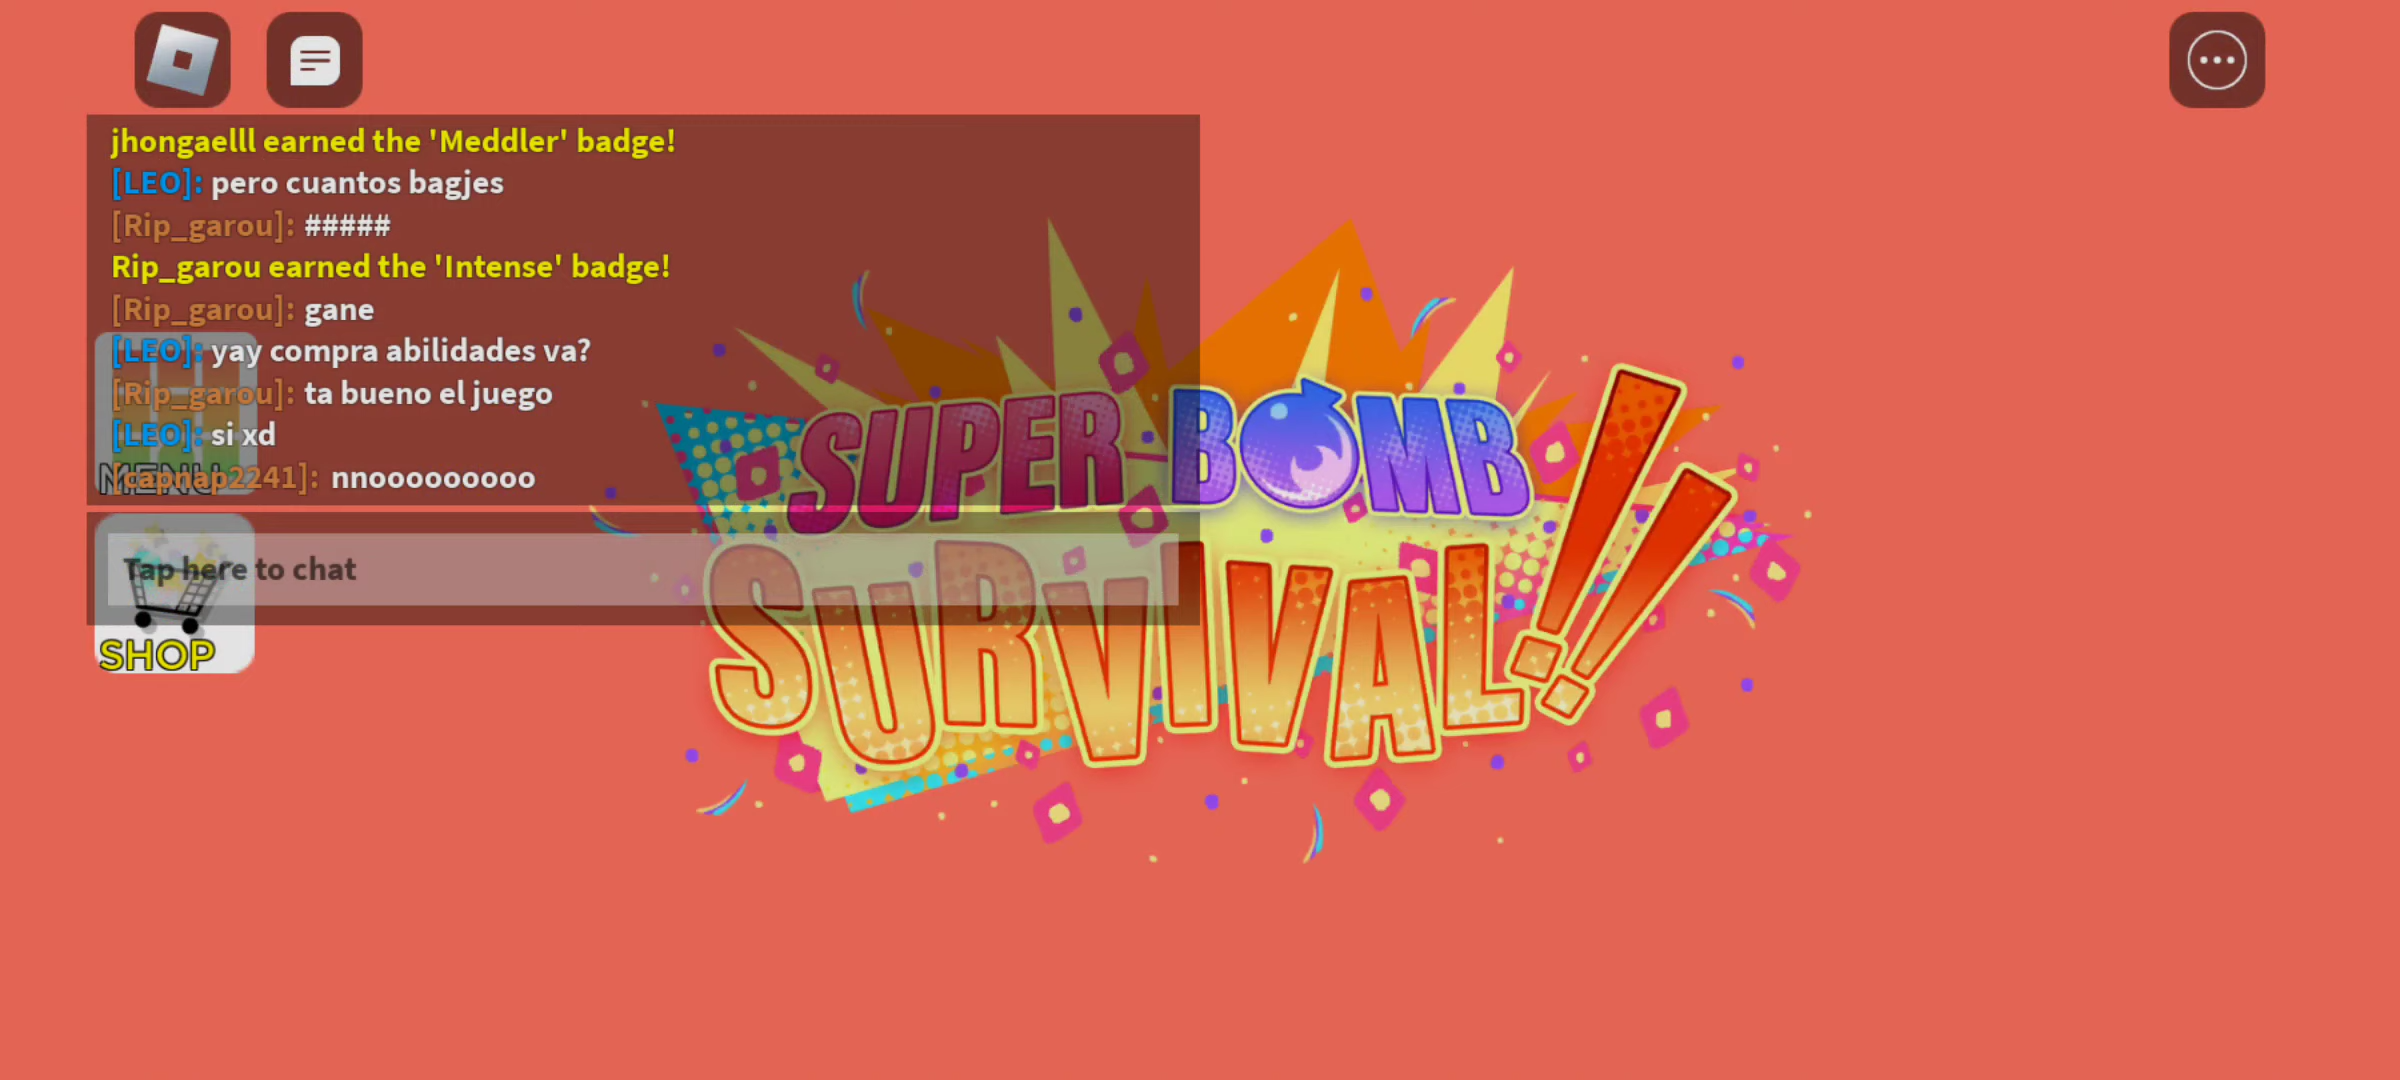 jhongaelll earned the 'Meddler' badge!
[LEO]: pero cuantos bagjes
[Rip_garou]: #####
Rip_garou earned the 'Intense' badge!
[Rip_garou]: gane
[LEO]: yay compra abilidades va?
[Rip_garou]: ta bueno el juego
[LEO]: si xd
[capnap2241]: nnooooooooo
MENU
Tap here to chat
SHOP
SUPER BOMB
SURVIVAL!!